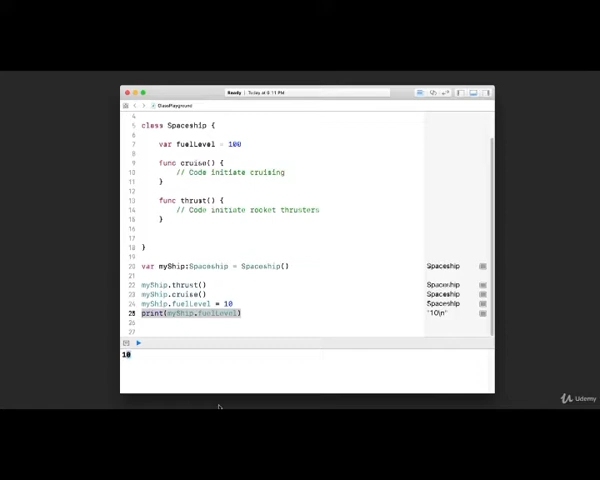 Ready | Today at 8:11 PM
ClassPlayground
4
5 class Spaceship {
6
7 var fuelLevel = 100
8
9 func cruise() {
10 // Code initiate cruising
11 }
12
13 func thrust() {
14 // Code initiate rocket thrusters
15 }
16
17
18 }
19
20 var myShip:Spaceship = Spaceship() Spaceship
21
22 myShip.thrust() Spaceship
23 myShip.cruise() Spaceship
24 myShip.fuelLevel = 10 Spaceship
25 print(myShip.fuelLevel) "10\n"
26
27
10
Udemy